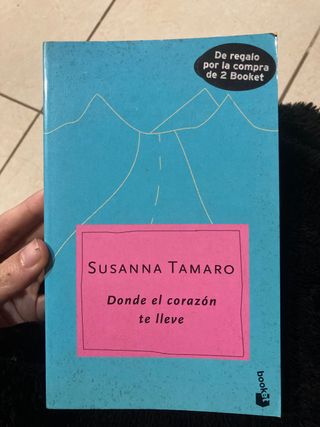 De regalo
por la compra
de 2 Booket
SUSANNA TAMARO
Donde el corazón
te lleve
booket